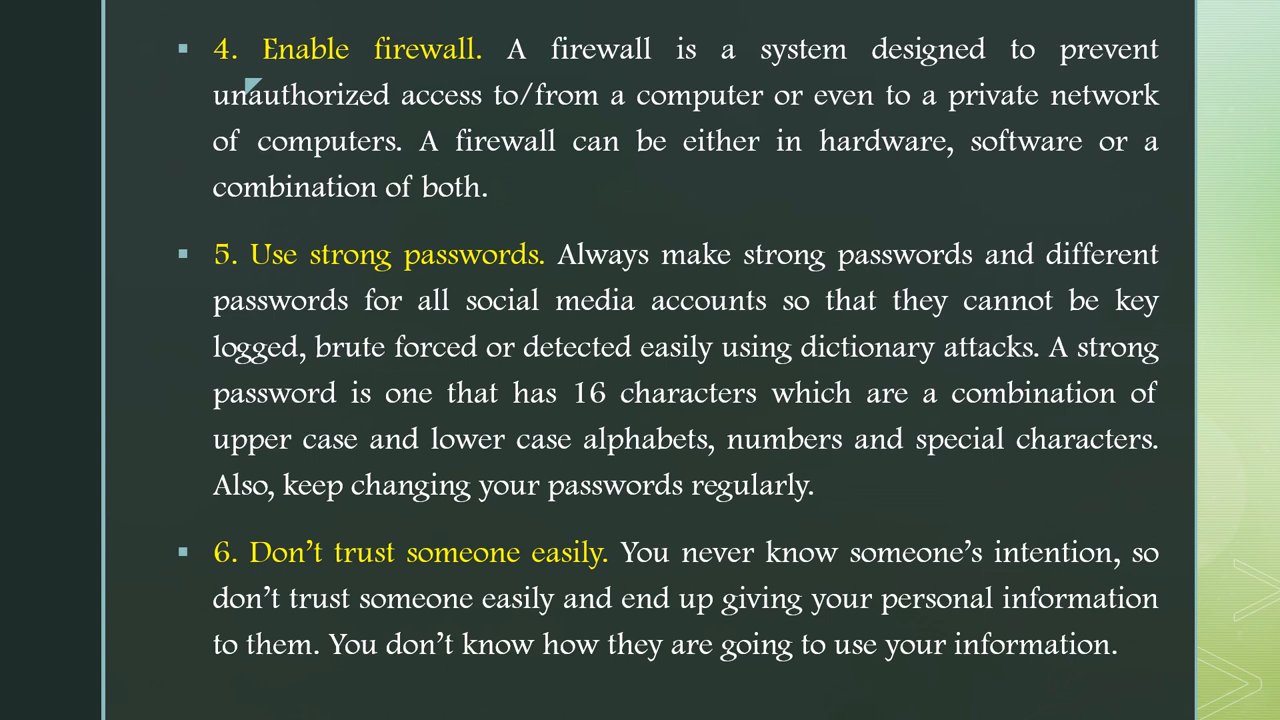 ▪ 4. Enable firewall. A firewall is a system designed to prevent
unauthorized access to/from a computer or even to a private network
of computers. A firewall can be either in hardware, software or a
combination of both.
▪ 5. Use strong passwords. Always make strong passwords and different
passwords for all social media accounts so that they cannot be key
logged, brute forced or detected easily using dictionary attacks. A strong
password is one that has 16 characters which are a combination of
upper case and lower case alphabets, numbers and special characters.
Also, keep changing your passwords regularly.
▪ 6. Don’t trust someone easily. You never know someone’s intention, so
don’t trust someone easily and end up giving your personal information
to them. You don’t know how they are going to use your information.